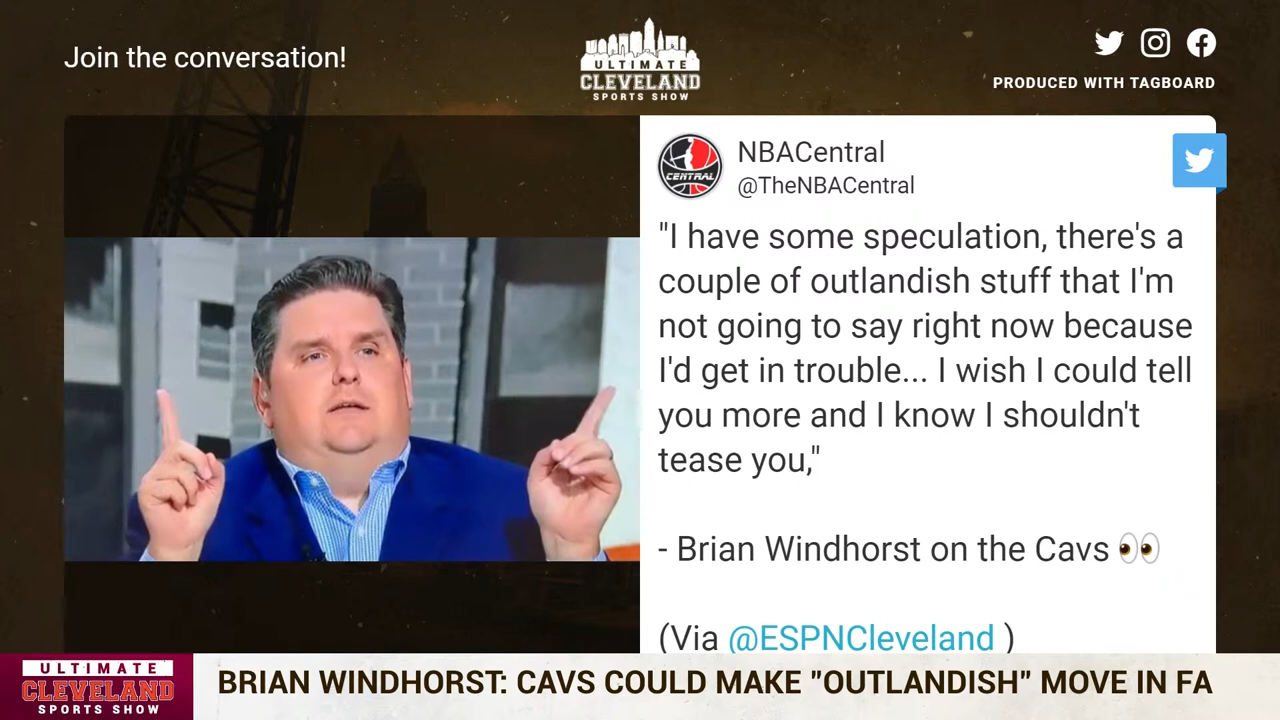 Join the conversation!
ULTIMATE
CLEVELAND
SPORTS SHOW
PRODUCED WITH TAGBOARD
CENTRAL
NBACentral
@TheNBACentral
"I have some speculation, there's a
couple of outlandish stuff that I'm
not going to say right now because
I'd get in trouble... I wish I could tell
you more and I know I shouldn't
tease you,"
- Brian Windhorst on the Cavs 👀
(Via @ESPNCleveland )
ULTIMATE
CLEVELAND
SPORTS SHOW
BRIAN WINDHORST: CAVS COULD MAKE "OUTLANDISH" MOVE IN FA